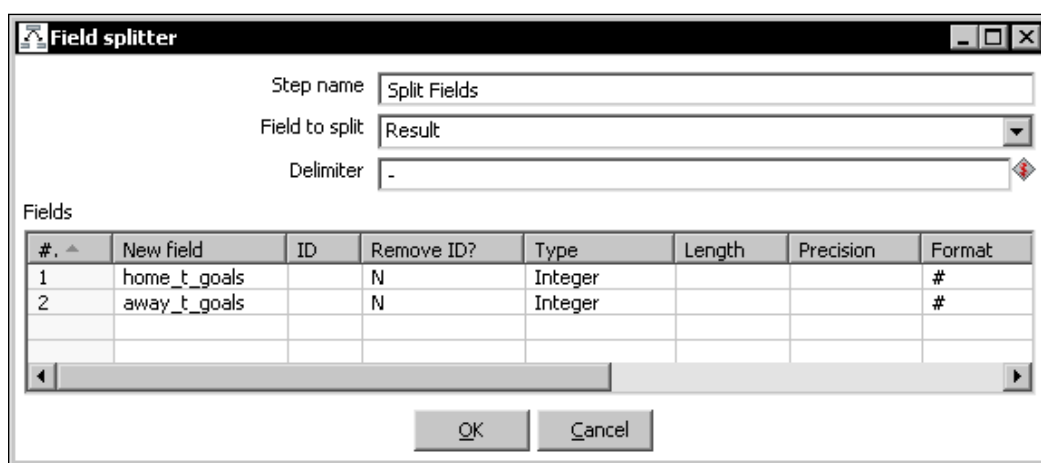 Field splitter
Step name Split Fields
Field to split Result
Delimiter -
Fields
#. New field ID Remove ID? Type Length Precision Format
1 home_t_goals N Integer #
2 away_t_goals N Integer #
OK Cancel